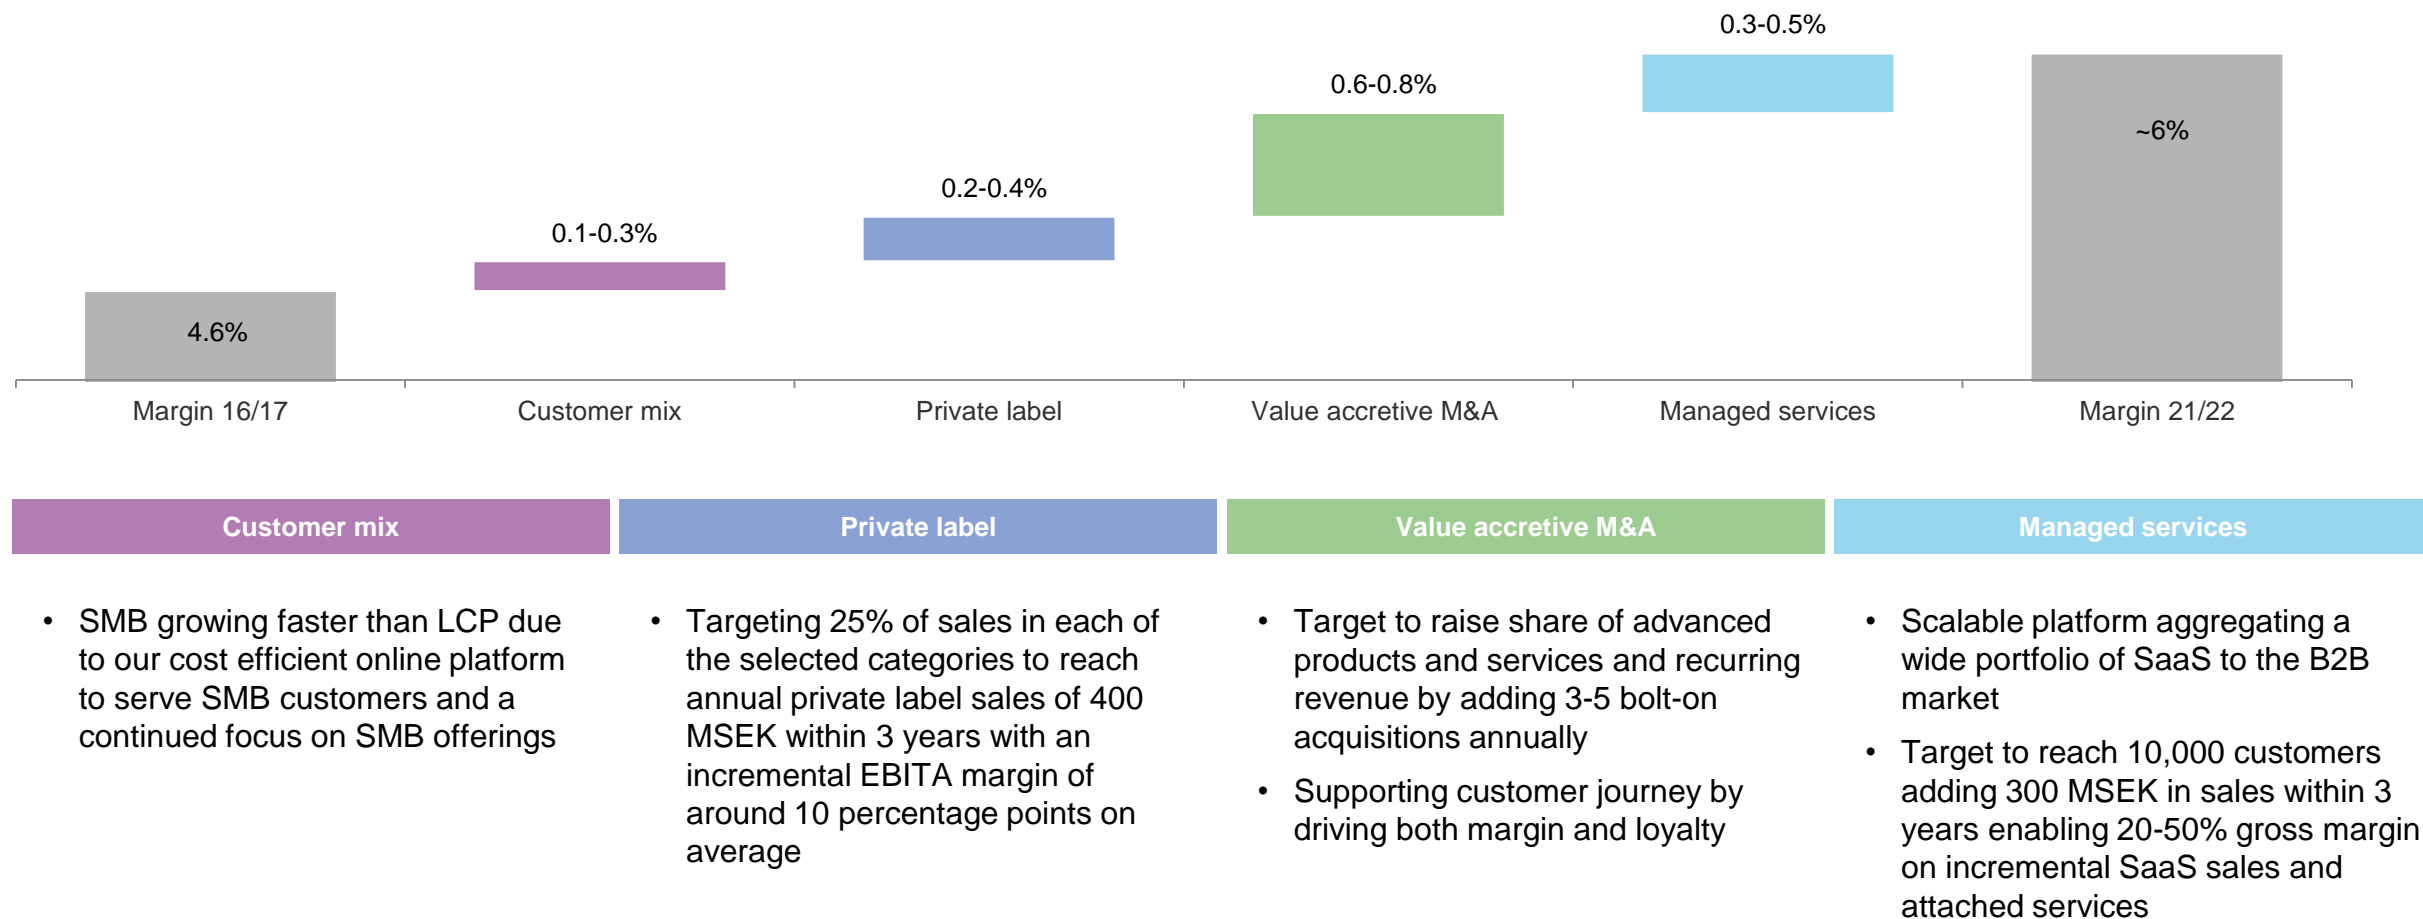 0.3-0.5%
0.6-0.8%
~6%
0.2-0.4%
0.1-0.3%
4.6%
Margin 16/17
Customer mix
Private label
Value accretive M&A
Managed services
Margin 21/22
Customer mix
• SMB growing faster than LCP due
to our cost efficient online platform
to serve SMB customers and a
continued focus on SMB offerings
Private label
• Targeting 25% of sales in each of
the selected categories to reach
annual private label sales of 400
MSEK within 3 years with an
incremental EBITA margin of
around 10 percentage points on
average
Value accretive M&A
• Target to raise share of advanced
products and services and recurring
revenue by adding 3-5 bolt-on
acquisitions annually
• Supporting customer journey by
driving both margin and loyalty
Managed services
• Scalable platform aggregating a
wide portfolio of SaaS to the B2B
market
• Target to reach 10,000 customers
adding 300 MSEK in sales within 3
years enabling 20-50% gross margin
on incremental SaaS sales and
attached services